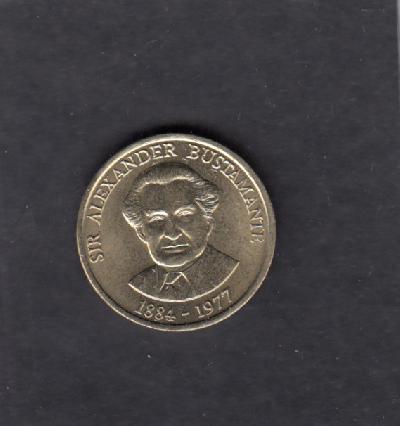 SIR ALEXANDER BUSTAMANTE
1884 - 1977